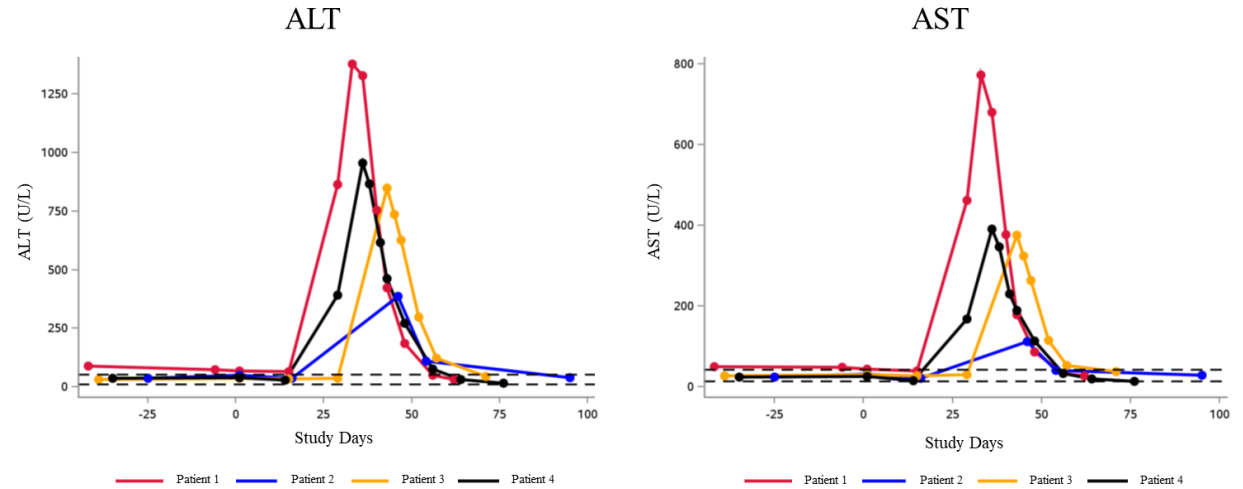 ALT
1250
1000
750
500
250
0
ALT (U/L)
-25
0
25
50
75
100
Study Days
Patient 1
Patient 2
Patient 3
Patient 4
AST
800
600
400
200
0
AST (U/L)
-25
0
25
50
75
100
Study Days
Patient 1
Patient 2
Patient 3
Patient 4